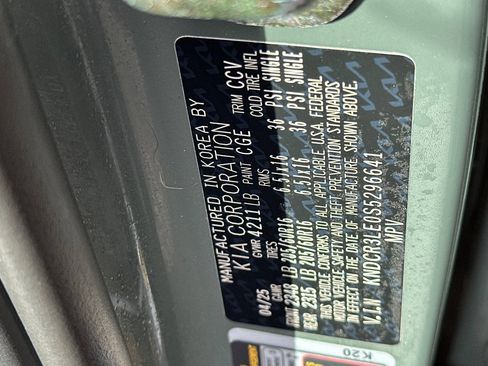 MANUFACTURED IN KOREA BY
KIA CORPORATION
04/25 GVWR 4211 LB PAINT CGE TRIM CCV
GAWR TIRES RIMS COLD TIRE INFL
2348 LB 205/60R16 6.5Jx16 36 PSI SINGLE
REAR 2315 LB 205/60R16 6.5Jx16 36 PSI SINGLE
THIS VEHICLE CONFORMS TO ALL APPLICABLE U.S.A. FEDERAL
MOTOR VEHICLE SAFETY AND THEFT PREVENTION STANDARDS
IN EFFECT ON THE DATE OF MANUFACTURE SHOWN ABOVE.
V.I.N KNDCR3LE0S5296641
MPV
K20